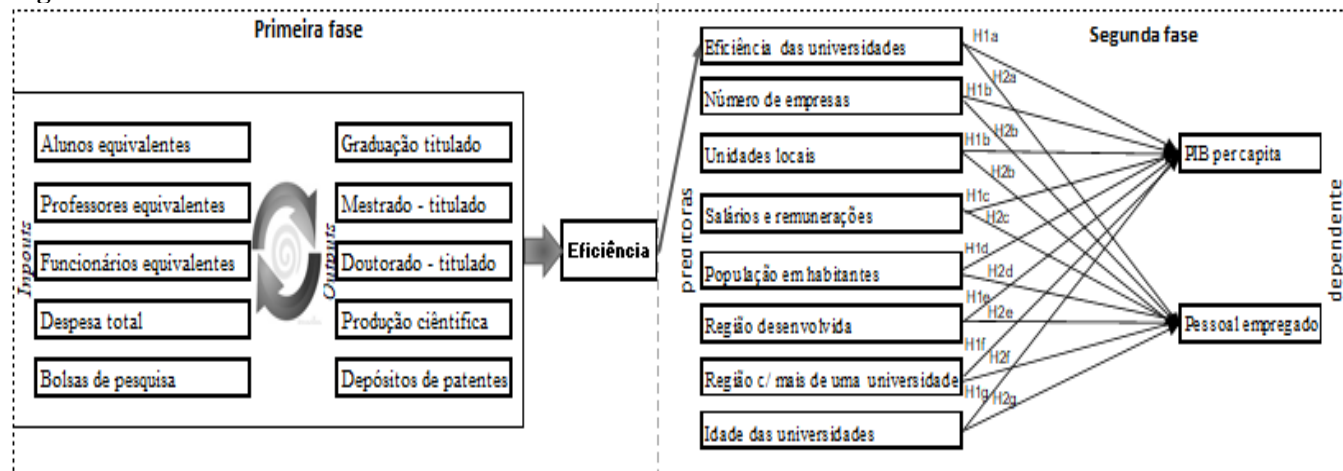 Primeira fase
Alunos equivalentes
Professores equivalentes
Funcionários equivalentes
Despesa total
Bolsas de pesquisa
Inpouts
Outputs
Graduação titulado
Mestrado - titulado
Doutorado - titulado
Produção ciêntifica
Depósitos de patentes
Eficiência
Segunda fase
preditoras
Eficiência das universidades
Número de empresas
Unidades locais
Salários e remunerações
População em habitantes
Região desenvolvida
Região c/ mais de uma universidade
Idade das universidades
H1a
H2a
H1b
H2b
H1b
H2b
H1c
H2c
H1d
H2d
H1e
H2e
H1f
H2f
H1g
H2g
PIB per capita
Pessoal empregado
dependente